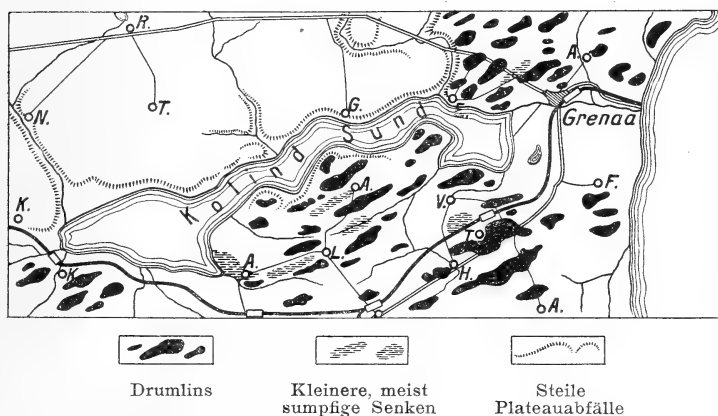 R.
A.
N.
T.
G.
F.
Grenaa
Kolind Sund
A.
V.
F.
K.
T.
L.
H.
K.
A.
A.
Drumlins
Kleinere, meist
sumpfige Senken
Steile
Plateauabfälle